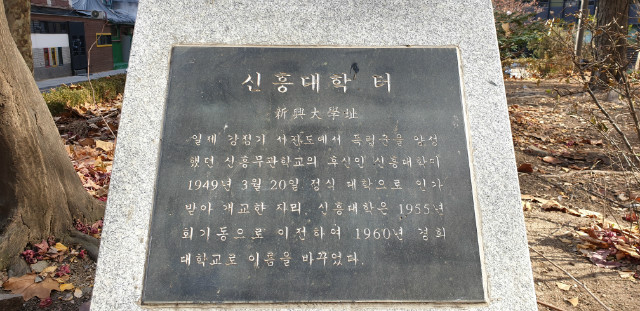 신흥대학 터
新興大學址
일제 강점기 서간도에서 독립군을 양성
했던 신흥무관학교의 후신인 신흥대학이
1949년 3월 20일 정식 대학으로 인가
받아 개교한 자리. 신흥대학은 1955년
회기동으로 이전하여 1960년 경희
대학교로 이름을 바꾸었다.